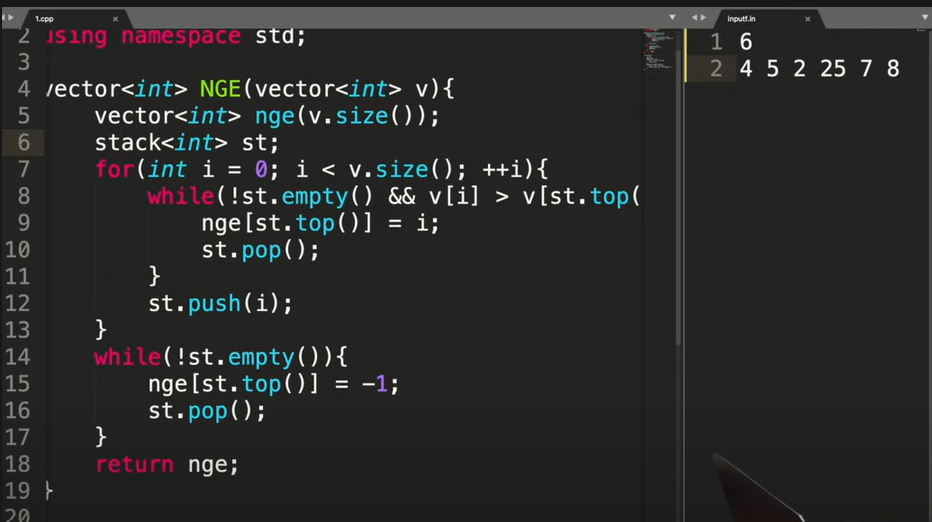 1.cpp
inputf.in
2 using namespace std;
3
4 vector<int> NGE(vector<int> v){
5 vector<int> nge(v.size());
6 stack<int> st;
7 for(int i = 0; i < v.size(); ++i){
8 while(!st.empty() && v[i] > v[st.top(
9 nge[st.top()] = i;
10 st.pop();
11 }
12 st.push(i);
13 }
14 while(!st.empty()){
15 nge[st.top()] = -1;
16 st.pop();
17 }
18 return nge;
19 }
20
1 6
2 4 5 2 25 7 8